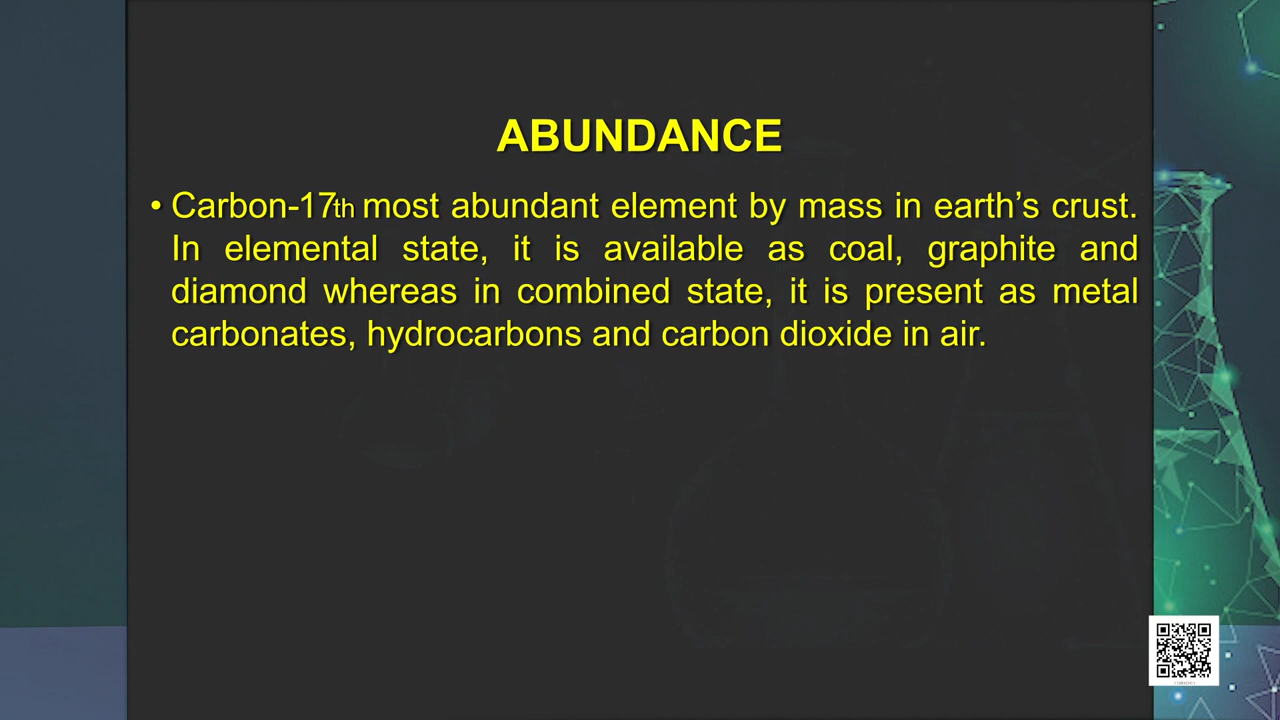 ABUNDANCE
• Carbon-17th most abundant element by mass in earth’s crust.
In elemental state, it is available as coal, graphite and
diamond whereas in combined state, it is present as metal
carbonates, hydrocarbons and carbon dioxide in air.